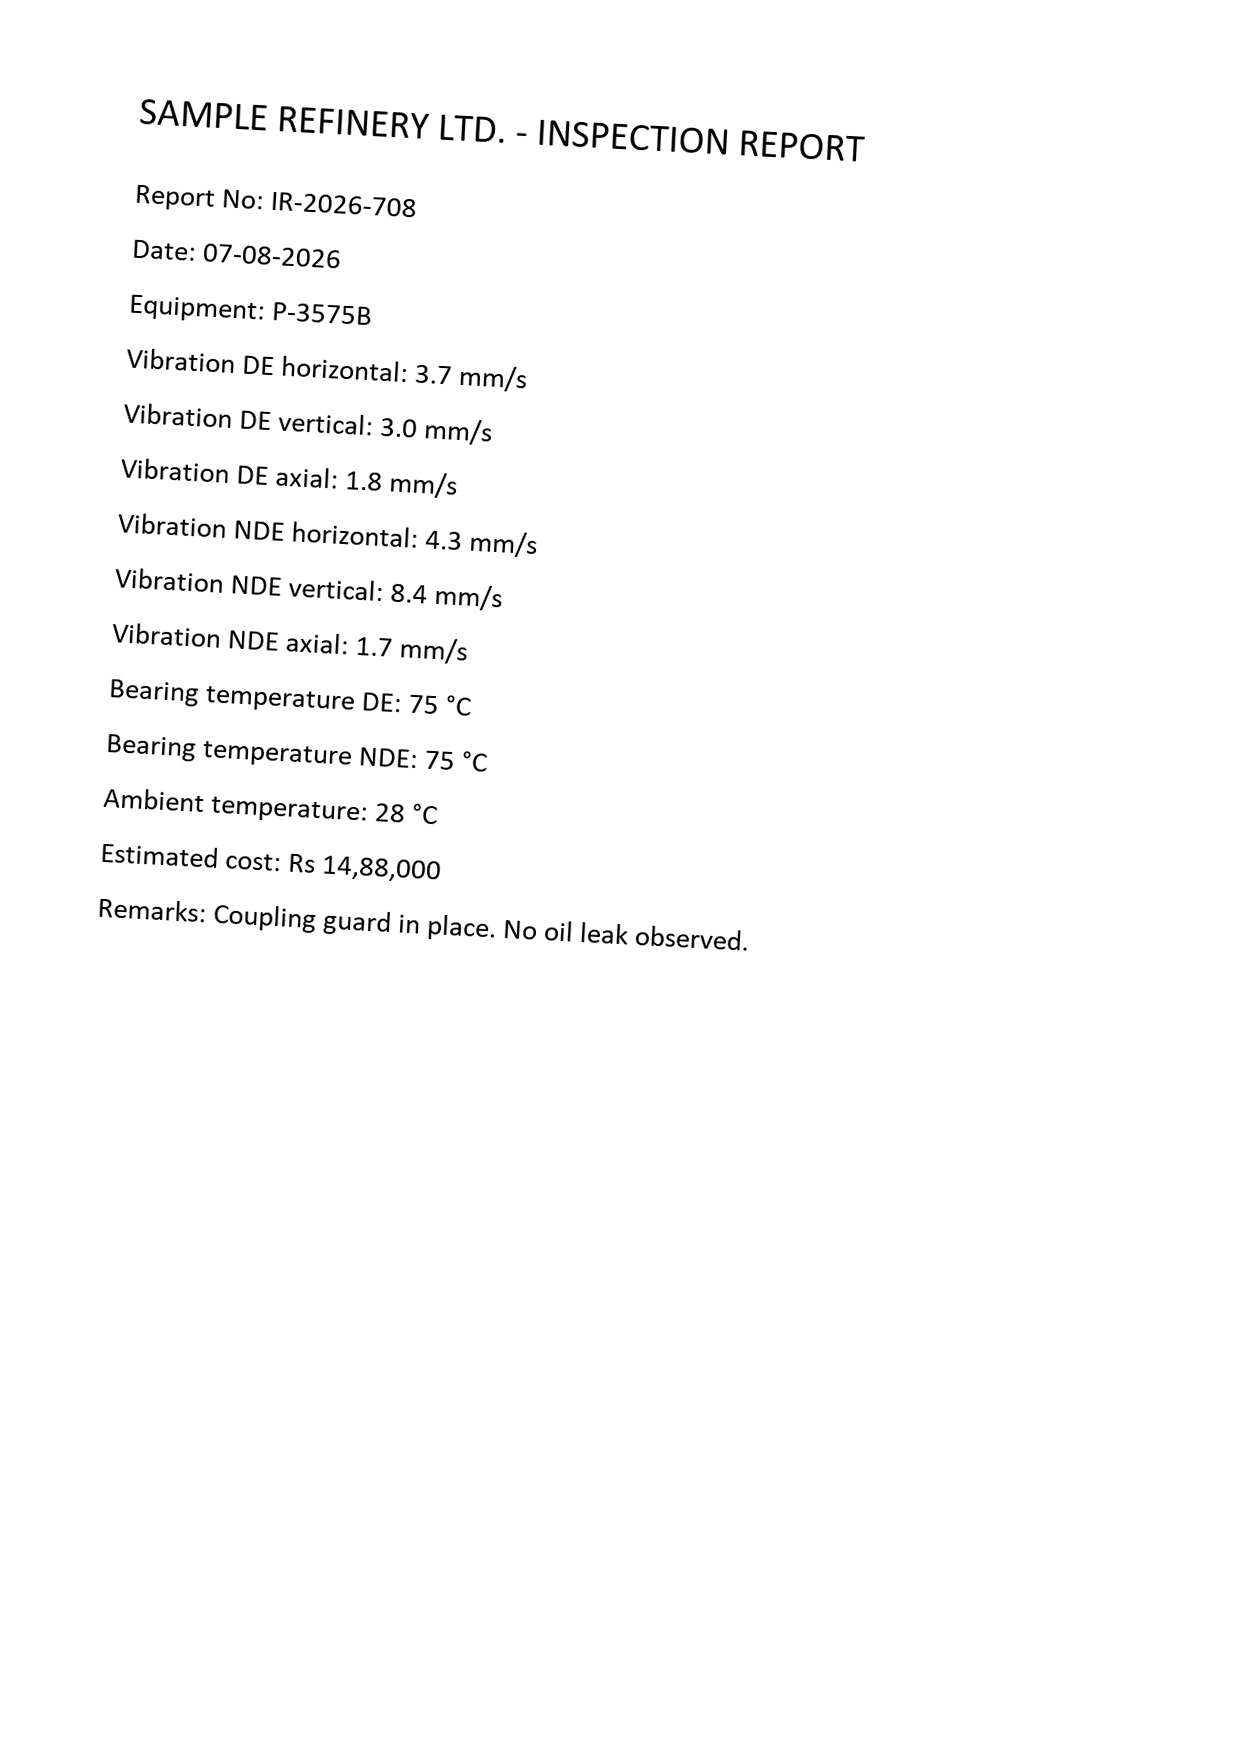 SAMPLE REFINERY LTD. - INSPECTION REPORT
Report No: IR-2026-708
Date: 07-08-2026
Equipment: P-3575B
Vibration DE horizontal: 3.7 mm/s
Vibration DE vertical: 3.0 mm/s
Vibration DE axial: 1.8 mm/s
Vibration NDE horizontal: 4.3 mm/s
Vibration NDE vertical: 8.4 mm/s
Vibration NDE axial: 1.7 mm/s
Bearing temperature DE: 75 °C
Bearing temperature NDE: 75 °C
Ambient temperature: 28 °C
Estimated cost: Rs 14,88,000
Remarks: Coupling guard in place. No oil leak observed.